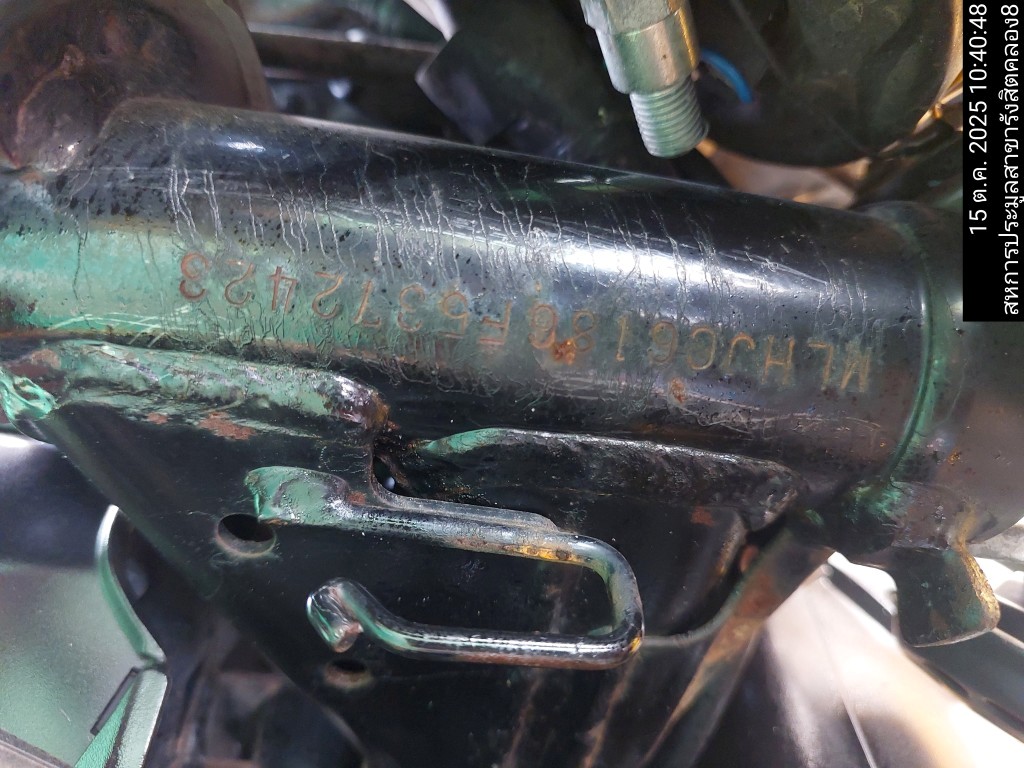 MLHJC6186F5372423
15 ต.ค. 2025 10:40:48
สหการประมูลสาขารังสิตคลอง8